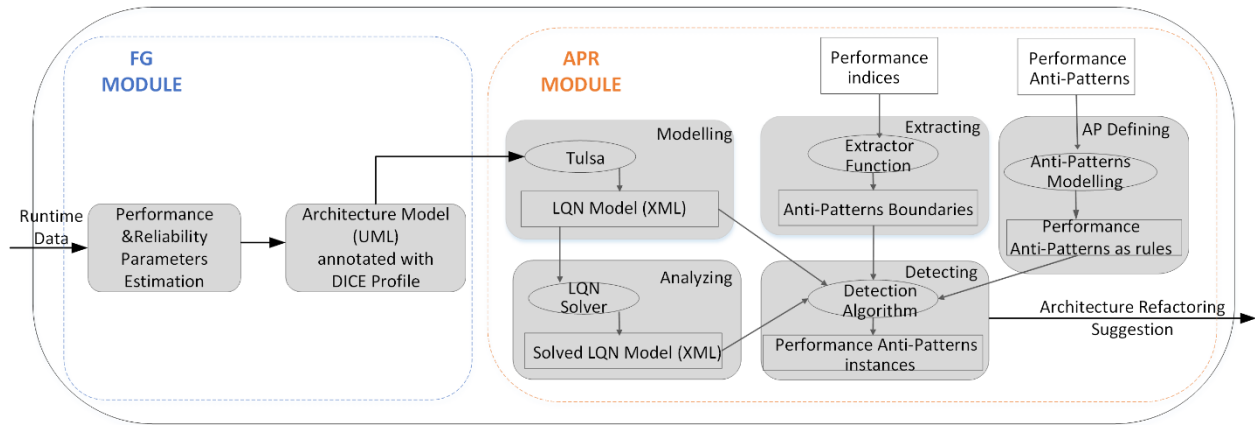 FG
MODULE
Runtime
Data
Performance
&Reliability
Parameters
Estimation
Architecture Model
(UML)
annotated with
DICE Profile
APR
MODULE
Performance
indices
Performance
Anti-Patterns
Modelling
Tulsa
LQN Model (XML)
Extracting
Extractor
Function
Anti-Patterns Boundaries
AP Defining
Anti-Patterns
Modelling
Performance
Anti-Patterns as rules
Analyzing
LQN
Solver
Solved LQN Model (XML)
Detecting
Detection
Algorithm
Performance Anti-Patterns
instances
Architecture Refactoring
Suggestion